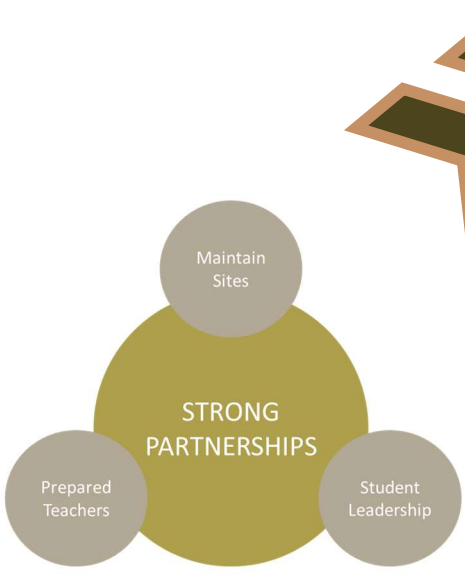 Maintain
Sites
STRONG
PARTNERSHIPS
Prepared
Teachers
Student
Leadership